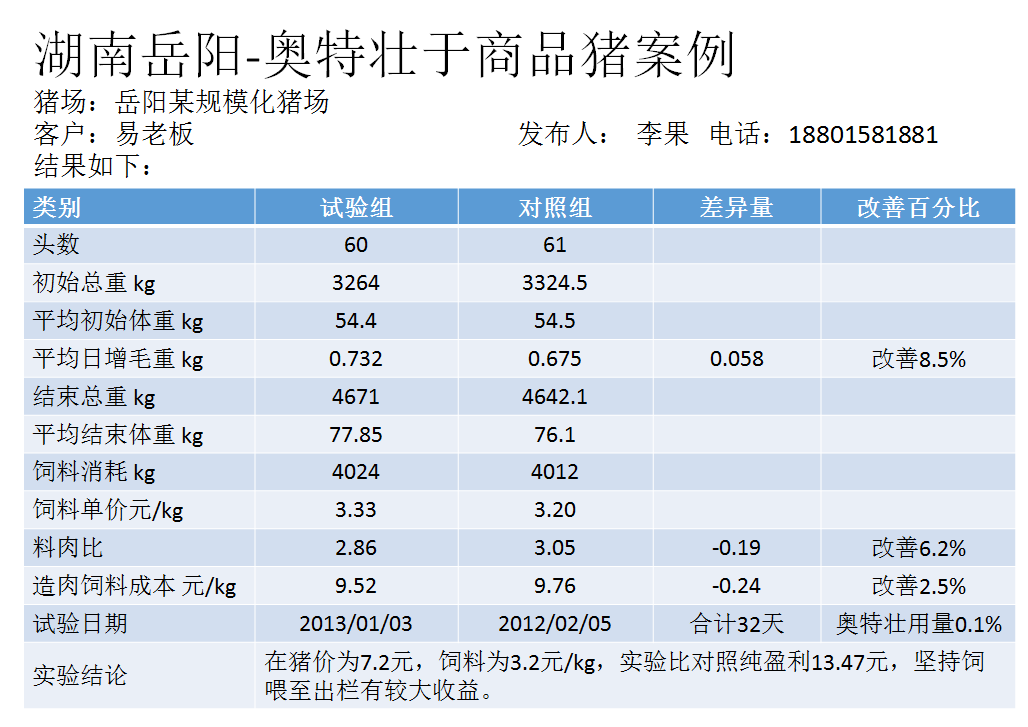 湖南岳阳-奥特壮于商品猪案例
猪场：岳阳某规模化猪场
客户：易老板 发布人： 李果 电话：18801581881
结果如下：
类别 试验组 对照组 差异量 改善百分比
头数 60 61
初始总重 kg 3264 3324.5
平均初始体重 kg 54.4 54.5
平均日增毛重 kg 0.732 0.675 0.058 改善8.5%
结束总重 kg 4671 4642.1
平均结束体重 kg 77.85 76.1
饲料消耗 kg 4024 4012
饲料单价元/kg 3.33 3.20
料肉比 2.86 3.05 -0.19 改善6.2%
造肉饲料成本 元/kg 9.52 9.76 -0.24 改善2.5%
试验日期 2013/01/03 2012/02/05 合计32天 奥特壮用量0.1%
实验结论 在猪价为7.2元，饲料为3.2元/kg，实验比对照纯盈利13.47元，坚持饲
喂至出栏有较大收益。